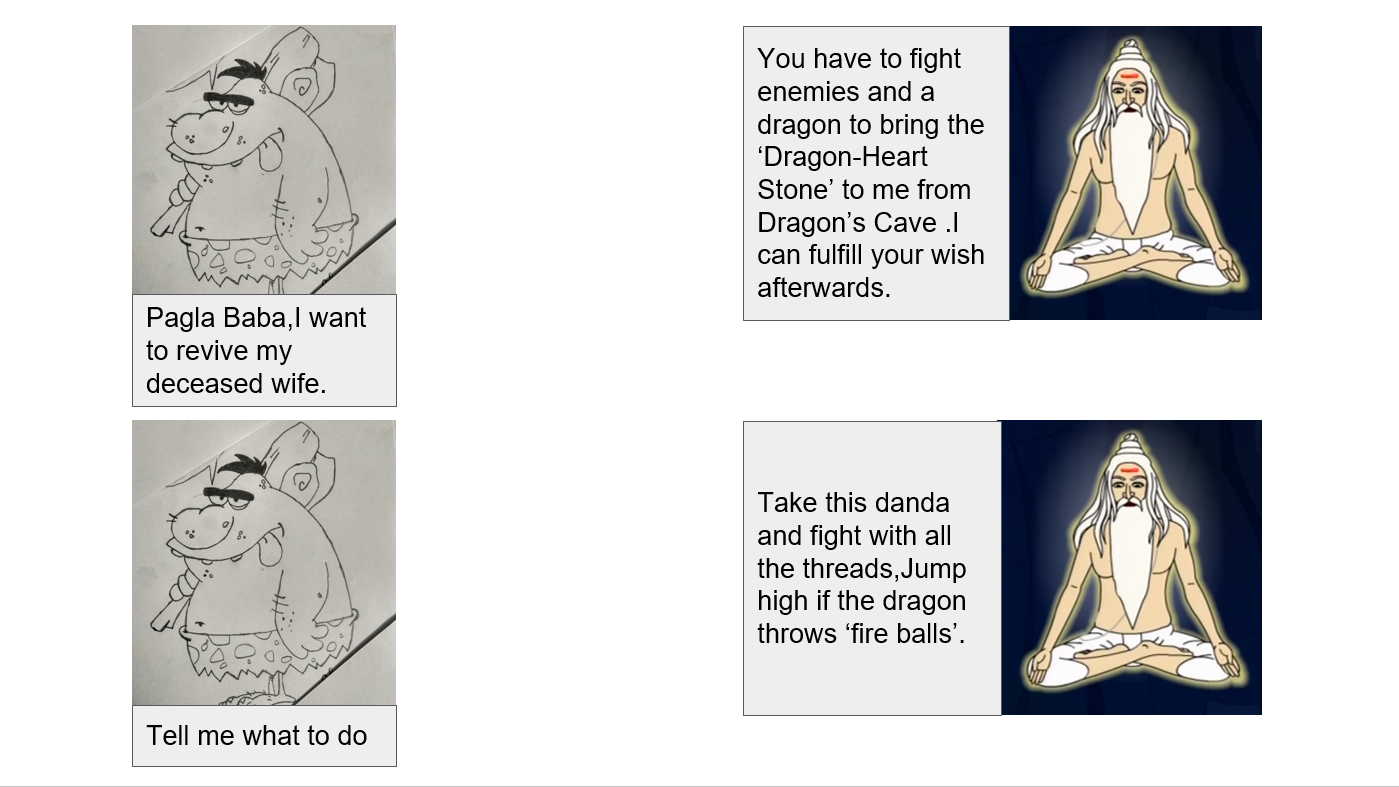 Pagla Baba,I want
to revive my
deceased wife.
You have to fight
enemies and a
dragon to bring the
‘Dragon-Heart
Stone’ to me from
Dragon’s Cave .I
can fulfill your wish
afterwards.
Tell me what to do
Take this danda
and fight with all
the threads,Jump
high if the dragon
throws ‘fire balls’.